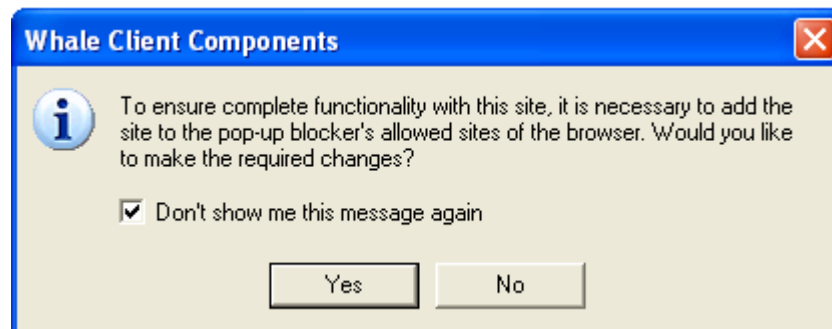 Whale Client Components
To ensure complete functionality with this site, it is necessary to add the
site to the pop-up blocker's allowed sites of the browser. Would you like
to make the required changes?
Don't show me this message again
Yes No